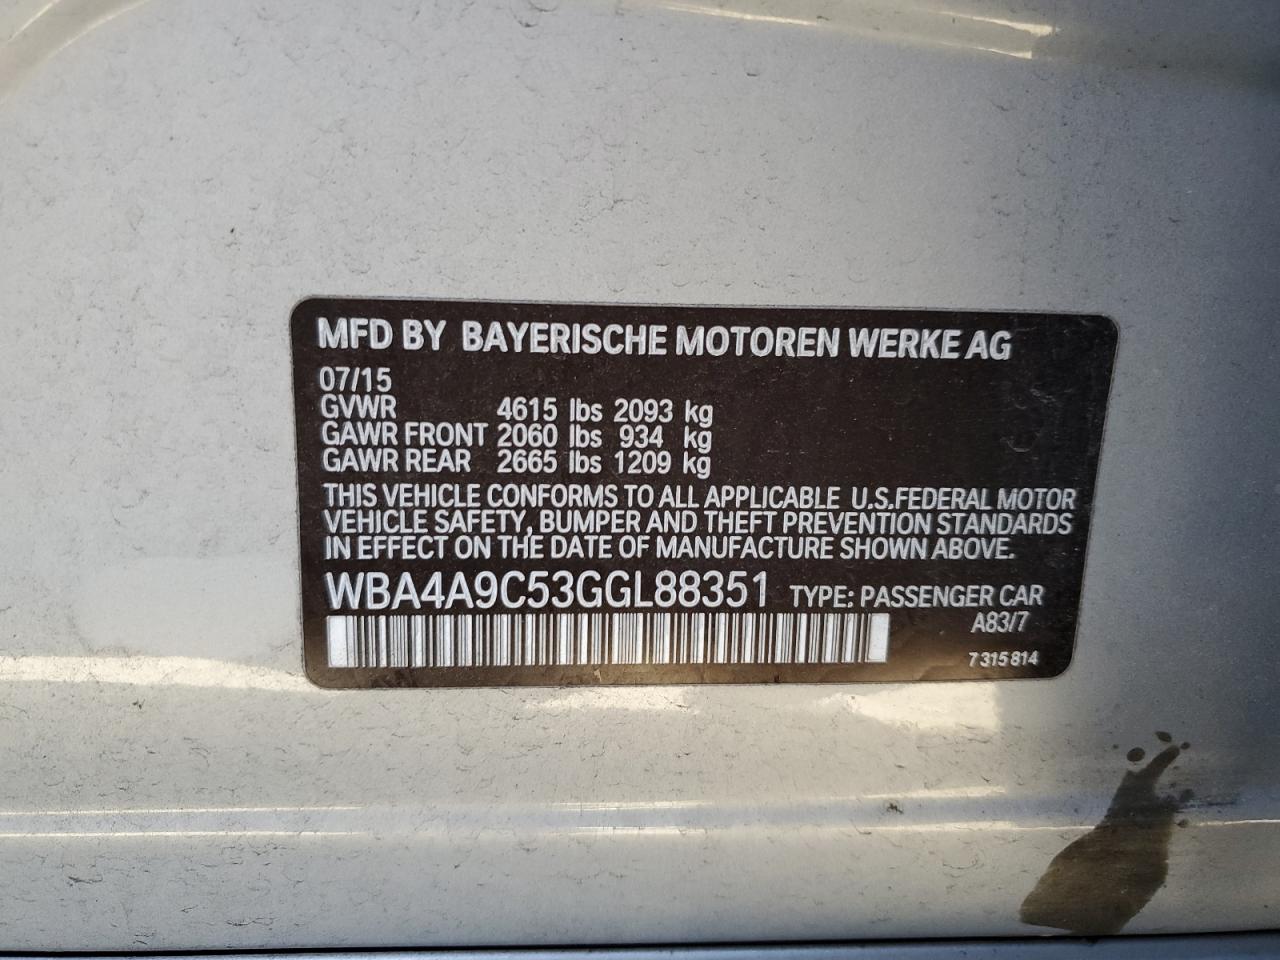 MFD BY BAYERISCHE MOTOREN WERKE AG
07/15
GVWR 4615 lbs 2093 kg
GAWR FRONT 2060 lbs 934 kg
GAWR REAR 2665 lbs 1209 kg
THIS VEHICLE CONFORMS TO ALL APPLICABLE U.S.FEDERAL MOTOR
VEHICLE SAFETY, BUMPER AND THEFT PREVENTION STANDARDS
IN EFFECT ON THE DATE OF MANUFACTURE SHOWN ABOVE.
WBA4A9C53GGL88351 TYPE: PASSENGER CAR
A83/7
7 315 814